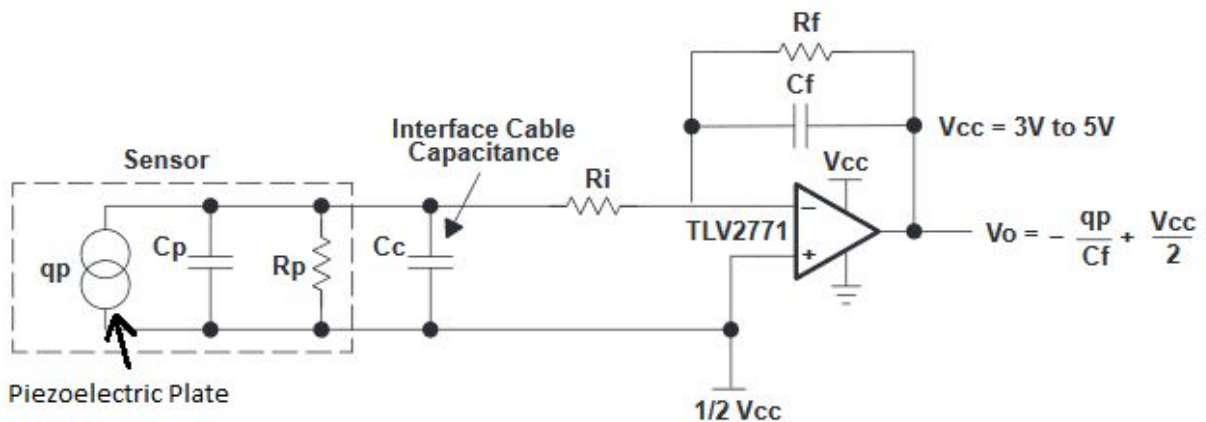 Rf
Cf
Vcc = 3V to 5V
Interface Cable
Capacitance
Sensor
Ri
Vcc
TLV2771
−
+
Vo = − qp/Cf + Vcc/2
qp
Cp
Rp
Cc
Piezoelectric Plate
1/2 Vcc